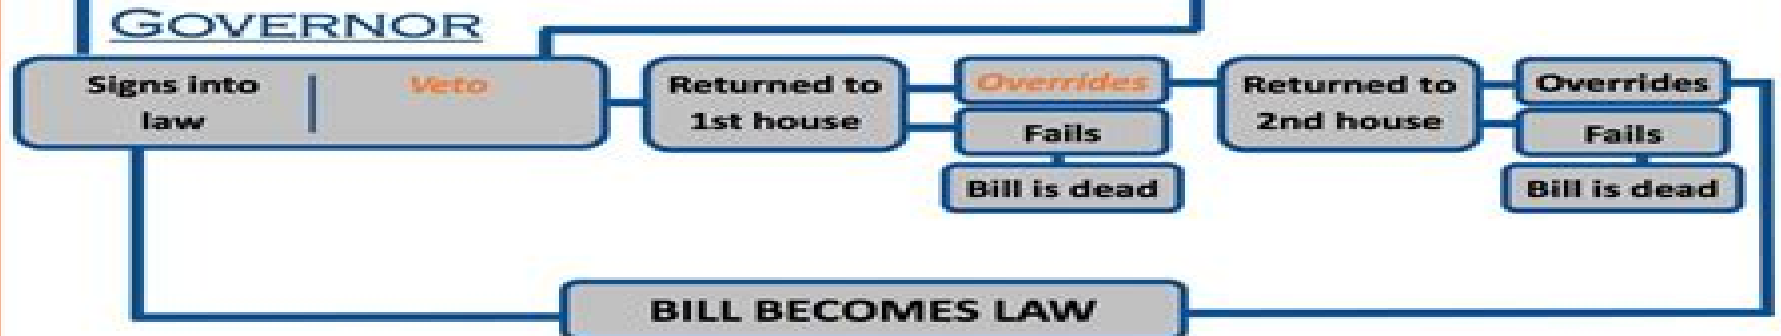 GOVERNOR
Signs into
law
Veto
Returned to
1st house
Overrides
Fails
Bill is dead
Returned to
2nd house
Overrides
Fails
Bill is dead
BILL BECOMES LAW